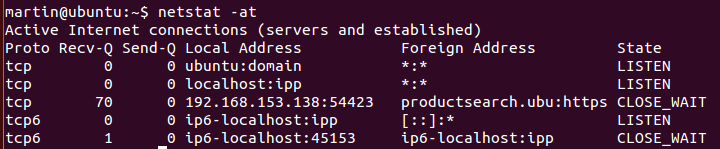 martin@ubuntu:~$ netstat -at
Active Internet connections (servers and established)
Proto Recv-Q Send-Q Local Address           Foreign Address         State
tcp        0      0 ubuntu:domain           *:*                     LISTEN
tcp        0      0 localhost:ipp           *:*                     LISTEN
tcp       70      0 192.168.153.138:54423   productsearch.ubu:https CLOSE_WAIT
tcp6       0      0 ip6-localhost:ipp       [::]:*                  LISTEN
tcp6       1      0 ip6-localhost:45153     ip6-localhost:ipp       CLOSE_WAIT